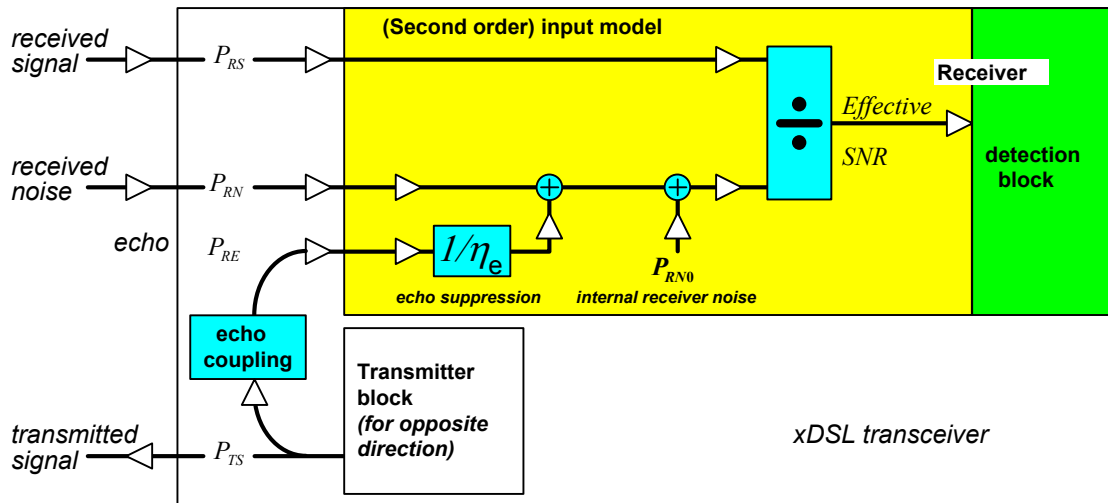 received
signal
P_RS
(Second order) input model
Receiver
Effective
SNR
detection
block
received
noise
P_RN
+
+
echo
P_RE
1/η_e
P_RN0
echo suppression
internal receiver noise
echo
coupling
Transmitter
block
(for opposite
direction)
transmitted
signal
P_TS
xDSL transceiver